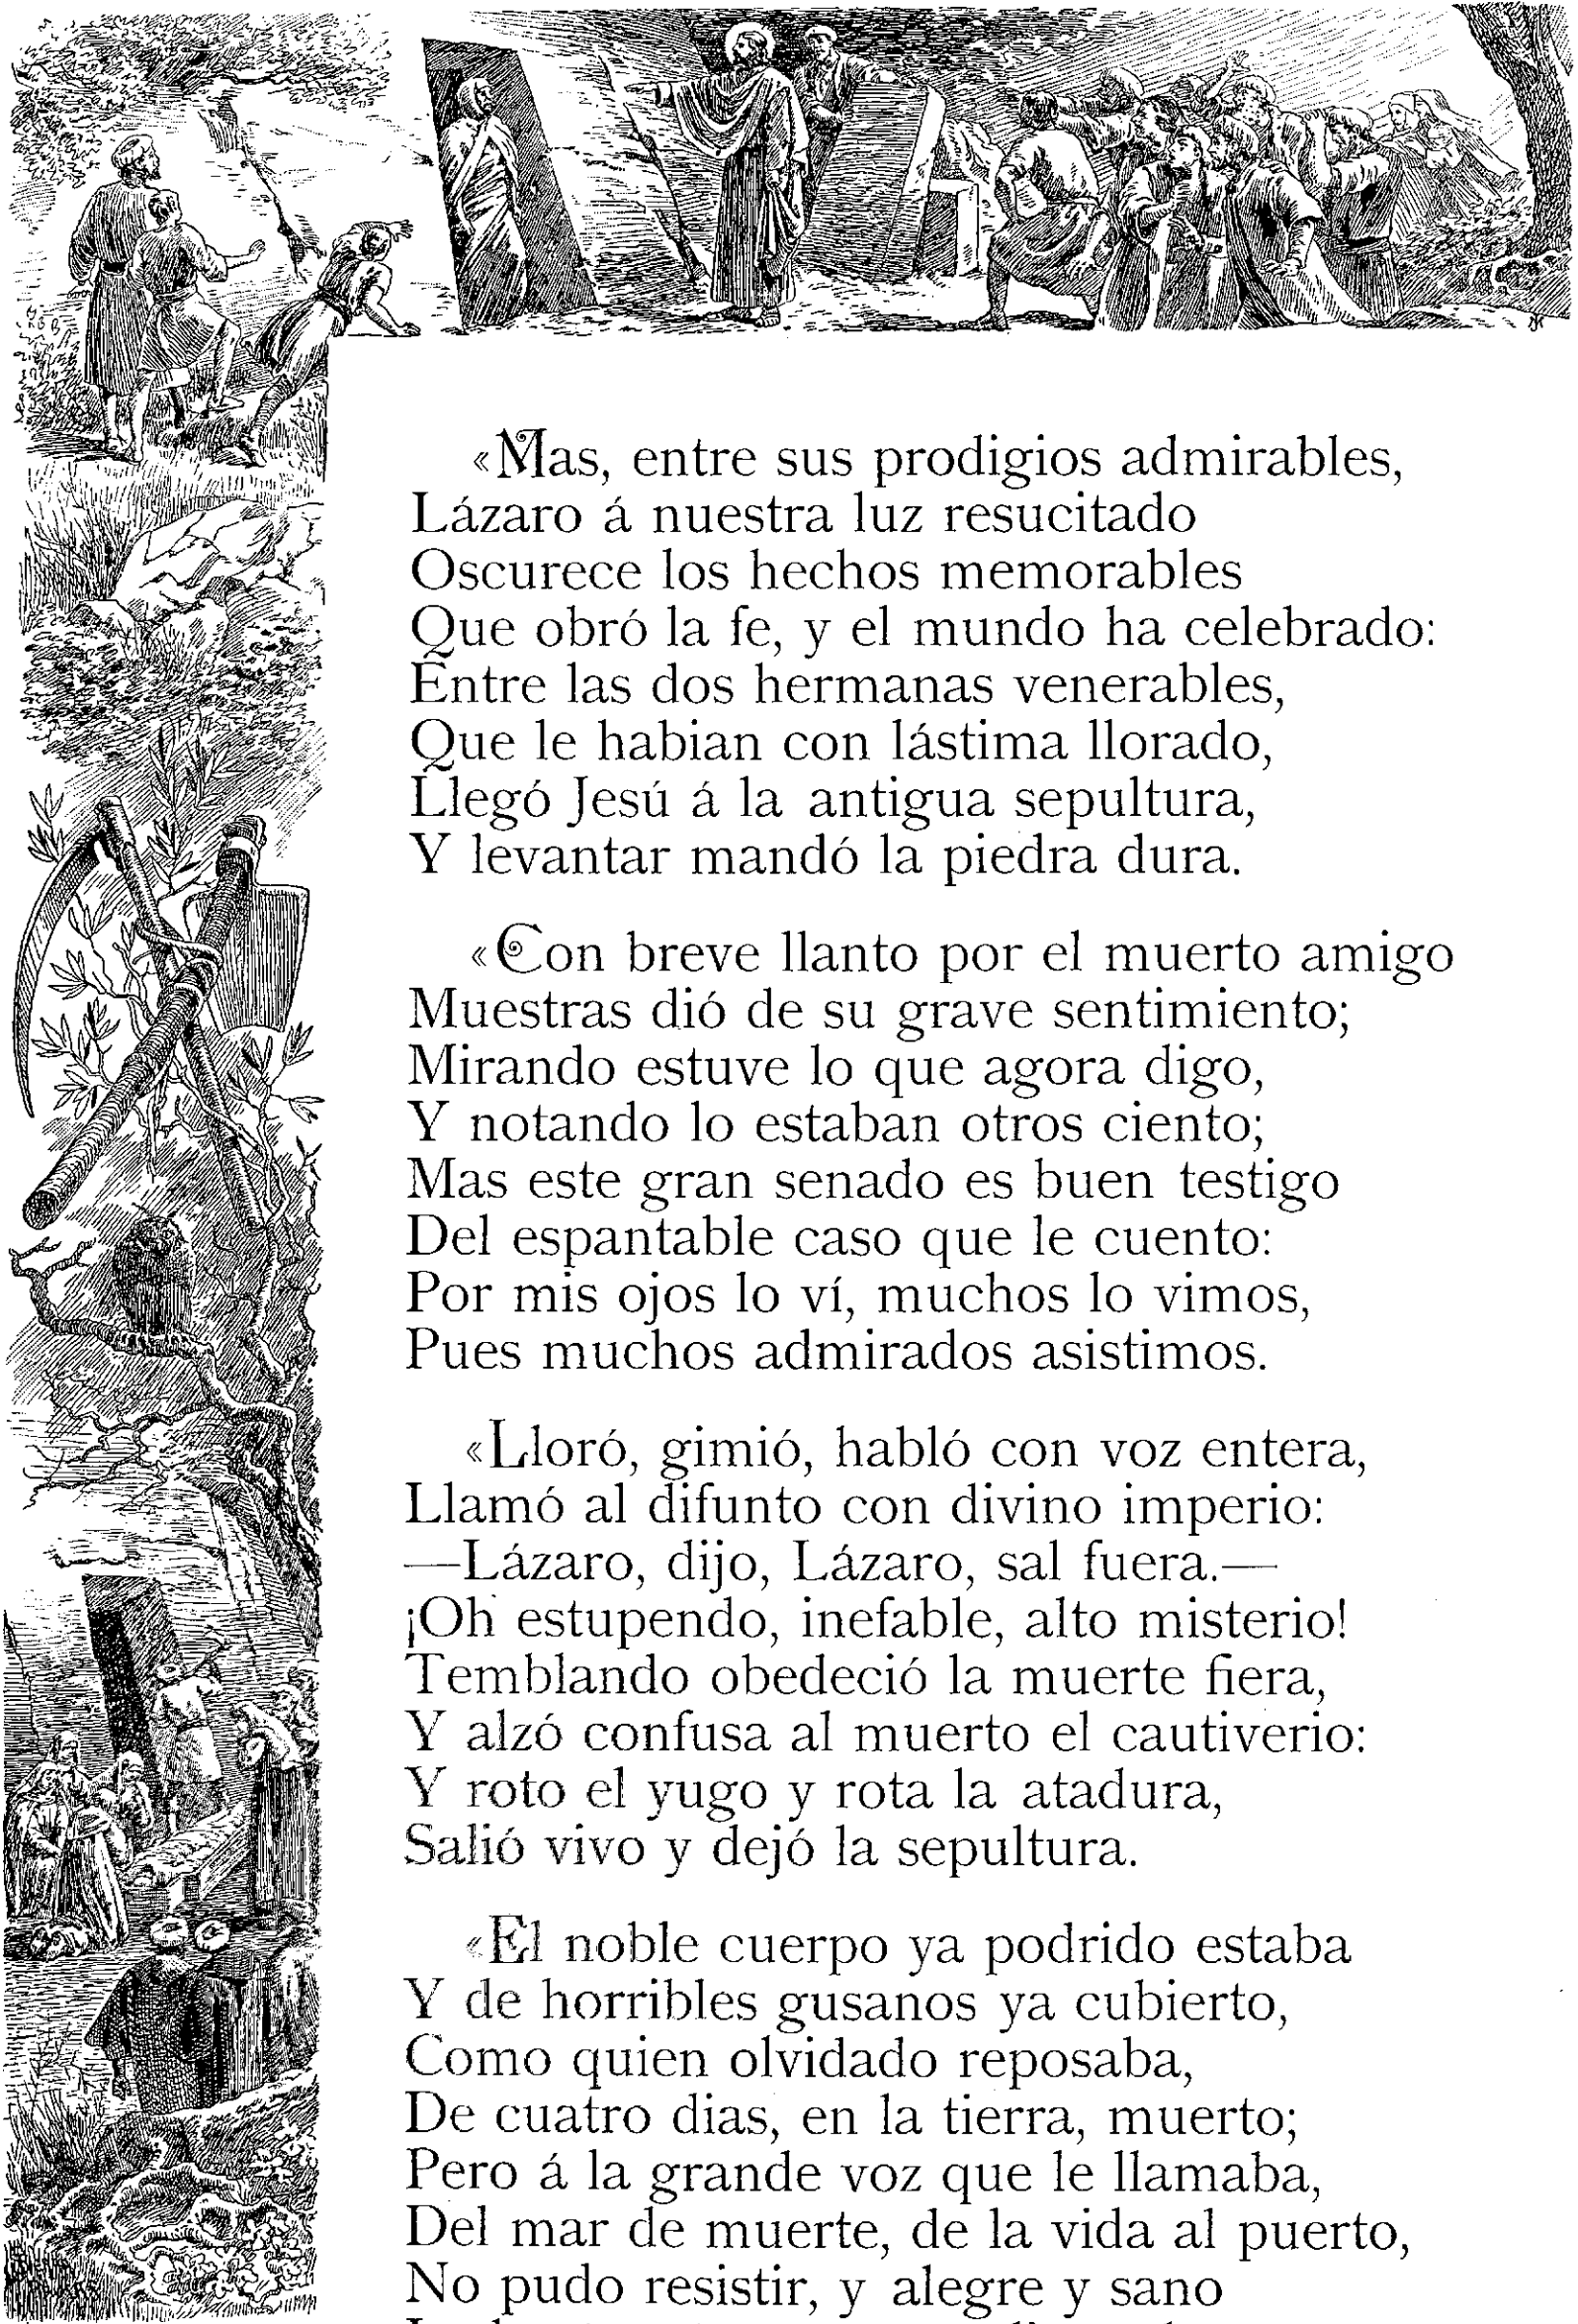 «Mas, entre sus prodigios admirables,
Lázaro á nuestra luz resucitado
Oscurece los hechos memorables
Que obró la fe, y el mundo ha celebrado:
Entre las dos hermanas venerables,
Que le habian con lástima llorado,
Llegó Jesú á la antigua sepultura,
Y levantar mandó la piedra dura.
«Con breve llanto por el muerto amigo
Muestras dió de su grave sentimiento;
Mirando estuve lo que agora digo,
Y notando lo estaban otros ciento;
Mas este gran senado es buen testigo
Del espantable caso que le cuento:
Por mis ojos lo ví, muchos lo vimos,
Pues muchos admirados asistimos.
«Lloró, gimió, habló con voz entera,
Llamó al difunto con divino imperio:
—Lázaro, dijo, Lázaro, sal fuera.—
¡Oh estupendo, inefable, alto misterio!
Temblando obedeció la muerte fiera,
Y alzó confusa al muerto el cautiverio:
Y roto el yugo y rota la atadura,
Salió vivo y dejó la sepultura.
«El noble cuerpo ya podrido estaba
Y de horribles gusanos ya cubierto,
Como quien olvidado reposaba,
De cuatro dias, en la tierra, muerto;
Pero á la grande voz que le llamaba,
Del mar de muerte, de la vida al puerto,
No pudo resistir, y alegre y sano